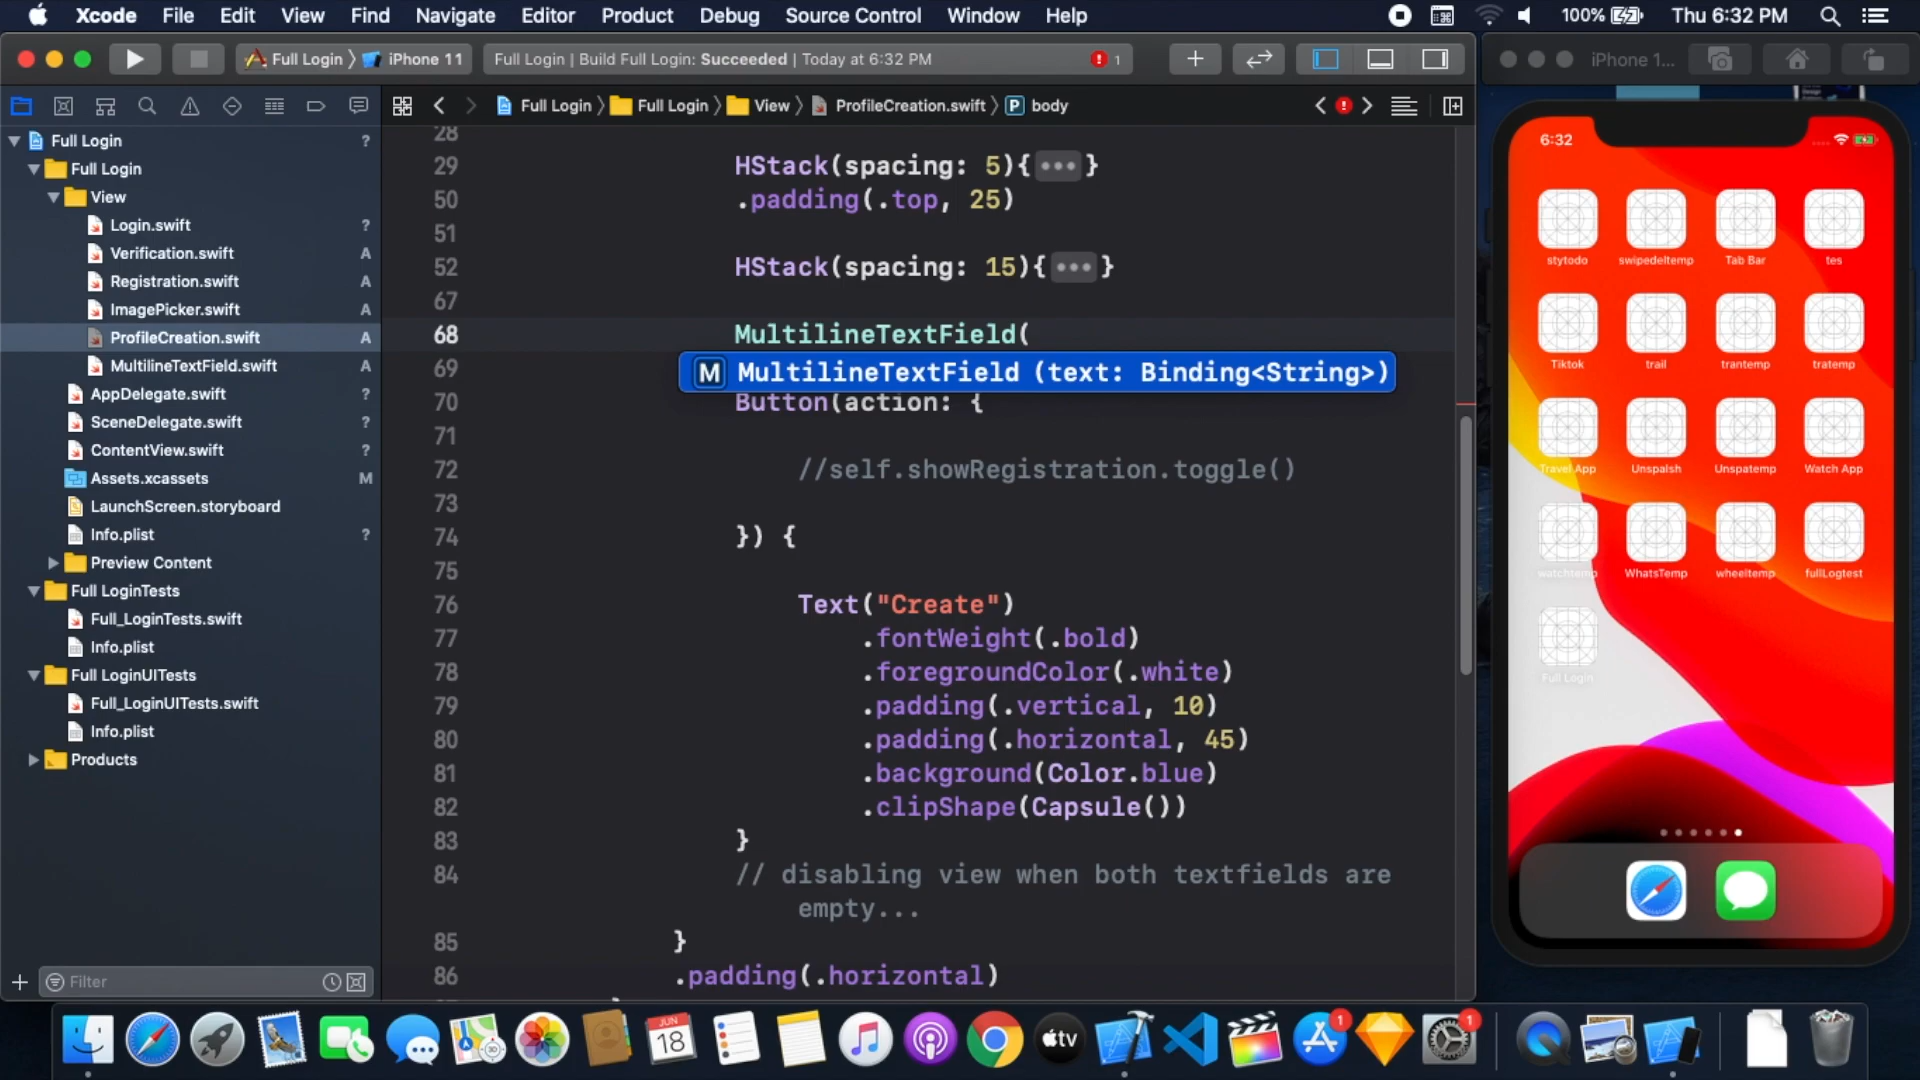 Xcode File Edit View Find Navigate Editor Product Debug Source Control Window Help 100% Thu 6:32 PM
Full Login iPhone 11 Full Login | Build Full Login: Succeeded | Today at 6:32 PM 1 iPhone 1...
Full Login Full Login View ProfileCreation.swift P body
Full Login ?
Full Login
View
Login.swift ?
Verification.swift A
Registration.swift A
ImagePicker.swift A
ProfileCreation.swift A
MultilineTextField.swift A
AppDelegate.swift ?
SceneDelegate.swift ?
ContentView.swift ?
Assets.xcassets M
LaunchScreen.storyboard
Info.plist ?
Preview Content
Full LoginTests
Full_LoginTests.swift
Info.plist
Full LoginUITests
Full_LoginUITests.swift
Info.plist
Products
Filter
28
29 HStack(spacing: 5){•••}
50 .padding(.top, 25)
51
52 HStack(spacing: 15){•••}
67
68 MultilineTextField(
69 M MultilineTextField (text: Binding<String>)
70 Button(action: {
71
72 //self.showRegistration.toggle()
73
74 }) {
75
76 Text("Create")
77 .fontWeight(.bold)
78 .foregroundColor(.white)
79 .padding(.vertical, 10)
80 .padding(.horizontal, 45)
81 .background(Color.blue)
82 .clipShape(Capsule())
83 }
84 // disabling view when both textfields are
empty...
85 }
86 .padding(.horizontal)
6:32
stytodo swipedeltemp Tab Bar tes
Tiktok trail trantemp tratemp
Travel App Unspalsh Unspatemp Watch App
watchtemp WhatsTemp wheeltemp fullLogtest
Full Login
JUN
18
tv
1
1